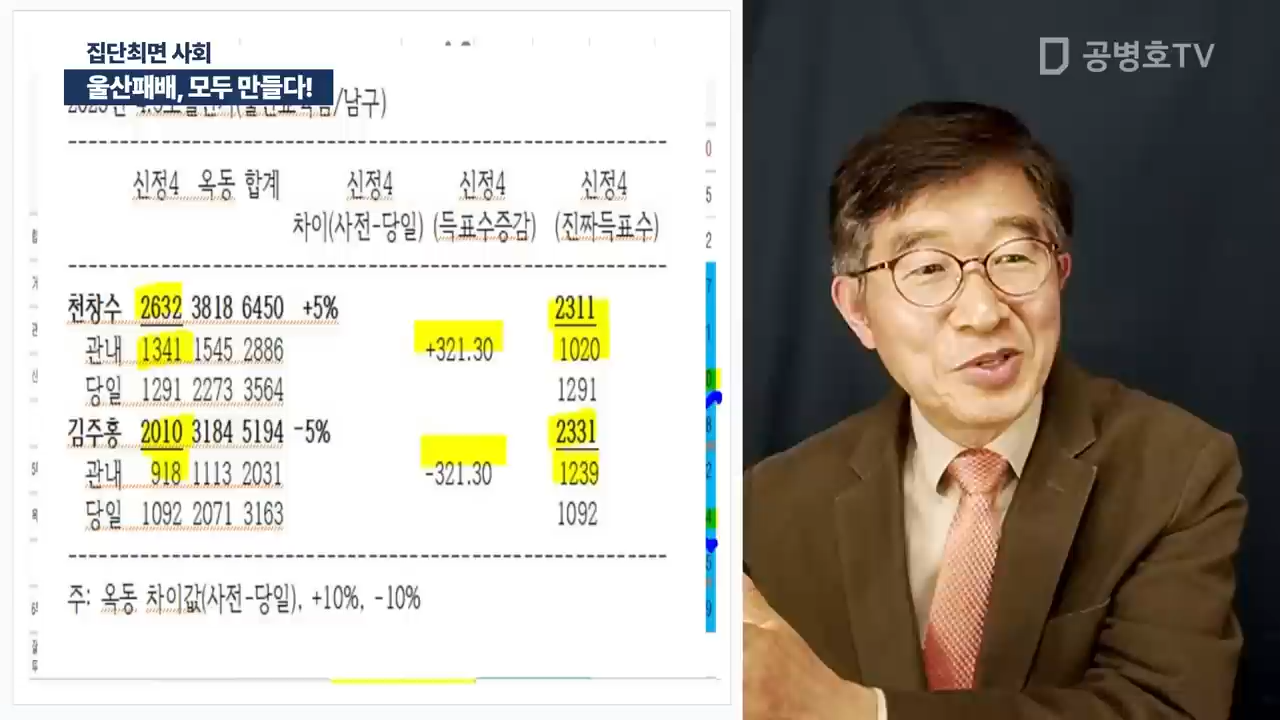 집단최면 사회
울산패배, 모두 만들다!
공병호TV
신정4 옥동 합계 신정4 신정4 신정4
차이(사전-당일) (득표수증감) (진짜득표수)
천창수 2632 3818 6450 +5% 2311
관내 1341 1545 2886 +321.30 1020
당일 1291 2273 3564 1291
김주홍 2010 3184 5194 -5% 2331
관내 918 1113 2031 -321.30 1239
당일 1092 2071 3163 1092
주: 옥동 차이값(사전-당일), +10%, -10%